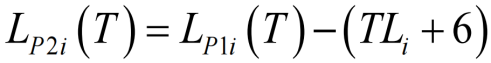 L_{P2i}(T) = L_{P1i}(T) − (TL_i + 6)